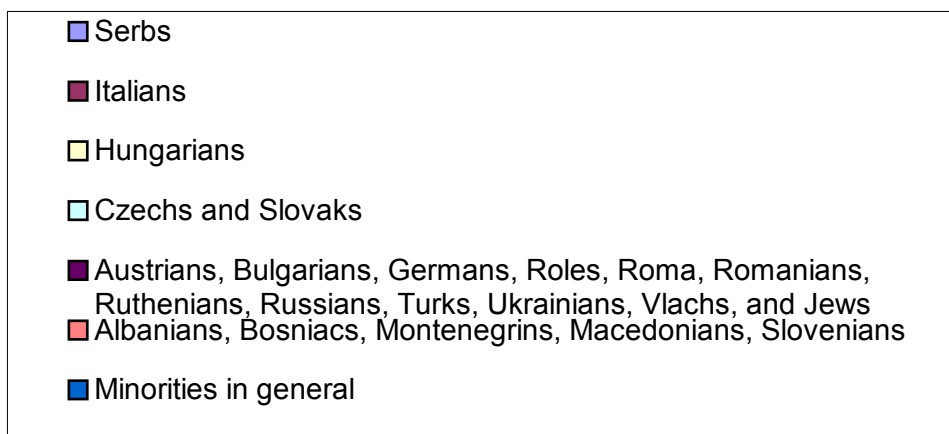 Serbs
Italians
Hungarians
Czechs and Slovaks
Austrians, Bulgarians, Germans, Roles, Roma, Romanians,
Ruthenians, Russians, Turks, Ukrainians, Vlachs, and Jews
Albanians, Bosniacs, Montenegrins, Macedonians, Slovenians
Minorities in general